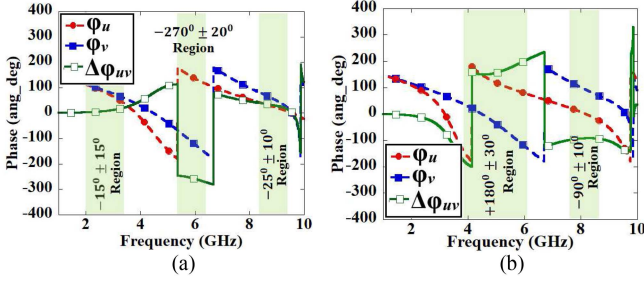 400
300
200
100
0
-100
-200
-300
-400
Phase (ang_deg)
φu
φv
Δφuv
−270⁰ ± 20⁰
Region
−15⁰ ± 15⁰
Region
−25⁰ ± 10⁰
Region
2 4 6 8 10
Frequency (GHz)
(a)
400
300
200
100
0
-100
-200
-300
-400
Phase (ang_deg)
φu
φv
Δφuv
+180⁰ ± 30⁰
Region
−90⁰ ± 10⁰
Region
2 4 6 8 10
Frequency (GHz)
(b)